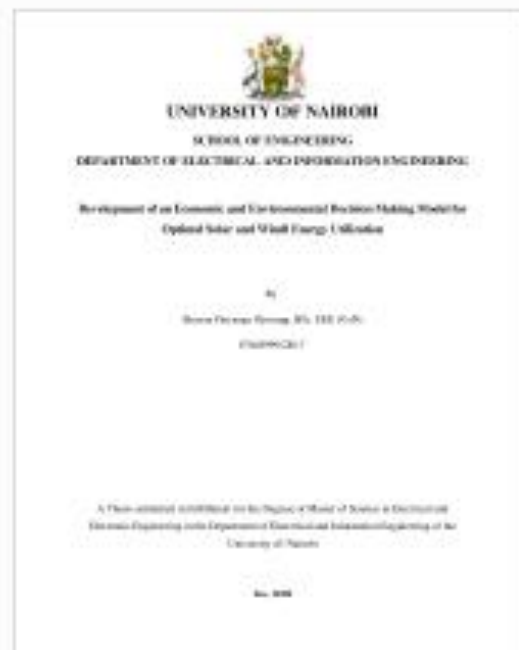 UNIVERSITY OF NAIROBI
SCHOOL OF ENGINEERING
DEPARTMENT OF ELECTRICAL AND INFORMATION ENGINEERING
Development of an Economic and Environmental Decision Making Model for
Optimal Solar and Wind Energy Utilization
By
A Thesis submitted in fulfillment for the Degree of Master of Science in Electrical and
Electronic Engineering in the Department of Electrical and Information Engineering of the
University of Nairobi